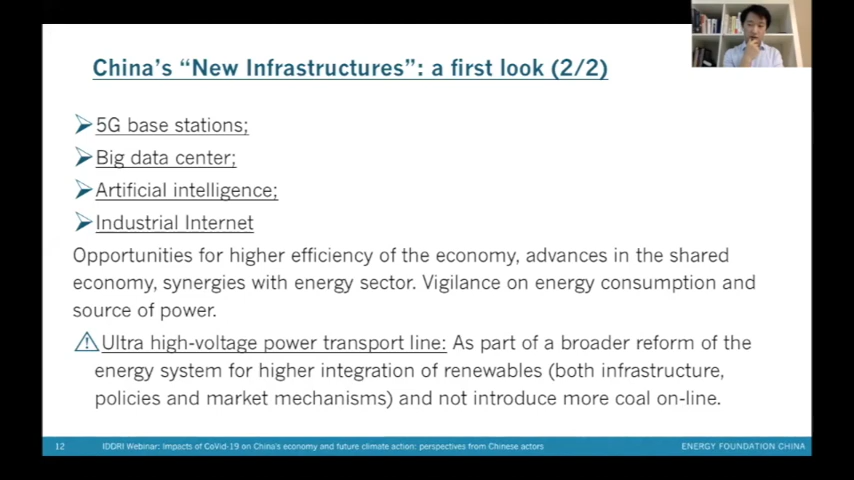 China's “New Infrastructures”: a first look (2/2)
5G base stations;
Big data center;
Artificial intelligence;
Industrial Internet
Opportunities for higher efficiency of the economy, advances in the shared
economy, synergies with energy sector. Vigilance on energy consumption and
source of power.
Ultra high-voltage power transport line: As part of a broader reform of the
energy system for higher integration of renewables (both infrastructure,
policies and market mechanisms) and not introduce more coal on-line.
12 IDDRI Webinar: Impacts of CoVid-19 on China's economy and future climate action: perspectives from Chinese actors ENERGY FOUNDATION CHINA